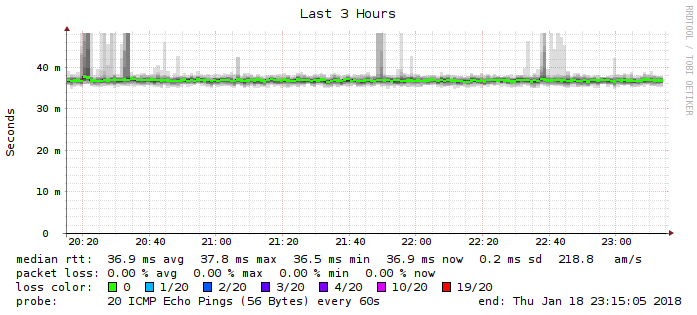 Last 3 Hours
RRDTOOL / TOBI OETIKER
Seconds
40 m
30 m
20 m
10 m
0
20:20 20:40 21:00 21:20 21:40 22:00 22:20 22:40 23:00
median rtt: 36.9 ms avg 37.8 ms max 36.5 ms min 36.9 ms now 0.2 ms sd 218.8 am/s
packet loss: 0.00 % avg 0.00 % max 0.00 % min 0.00 % now
loss color: 0 1/20 2/20 3/20 4/20 10/20 19/20
probe: 20 ICMP Echo Pings (56 Bytes) every 60s end: Thu Jan 18 23:15:05 2018